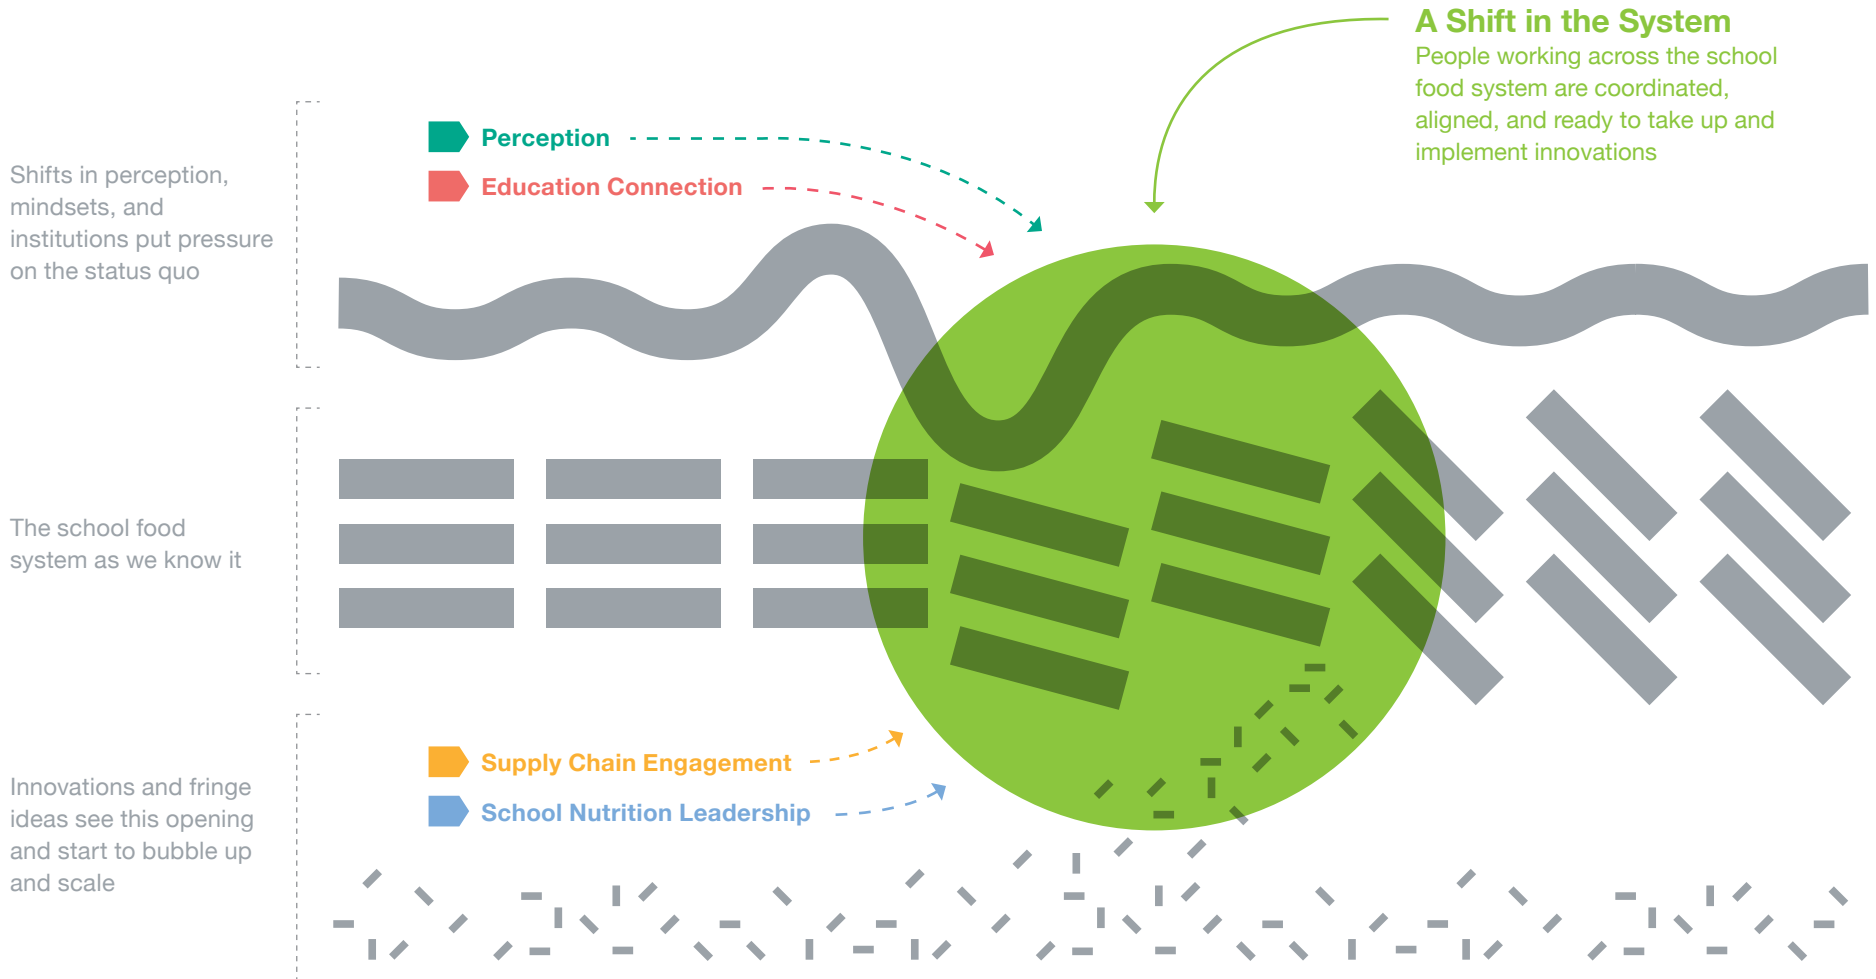 A Shift in the System
People working across the school
food system are coordinated,
aligned, and ready to take up and
implement innovations
Perception
Education Connection
Shifts in perception,
mindsets, and
institutions put pressure
on the status quo
The school food
system as we know it
Supply Chain Engagement
School Nutrition Leadership
Innovations and fringe
ideas see this opening
and start to bubble up
and scale